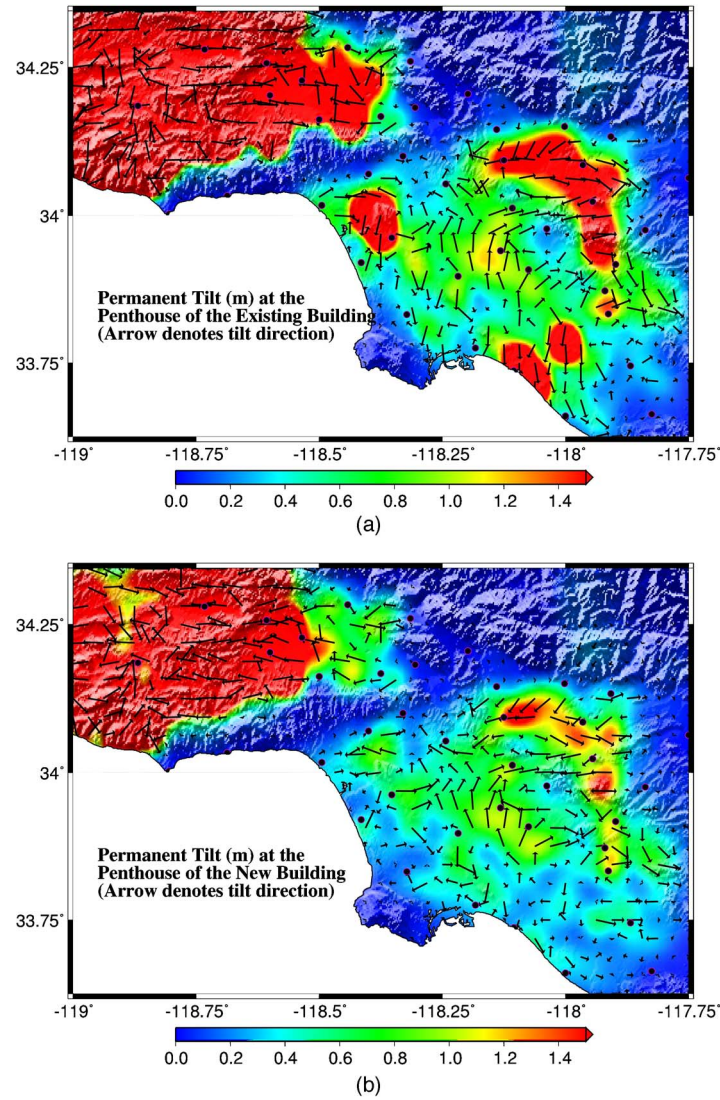 34.25°
34°
Permanent Tilt (m) at the
Penthouse of the Existing Building
(Arrow denotes tilt direction)
33.75°
-119° -118.75° -118.5° -118.25° -118° -117.75°
0.0 0.2 0.4 0.6 0.8 1.0 1.2 1.4
(a)
34.25°
34°
Permanent Tilt (m) at the
Penthouse of the New Building
(Arrow denotes tilt direction)
33.75°
-119° -118.75° -118.5° -118.25° -118° -117.75°
0.0 0.2 0.4 0.6 0.8 1.0 1.2 1.4
(b)